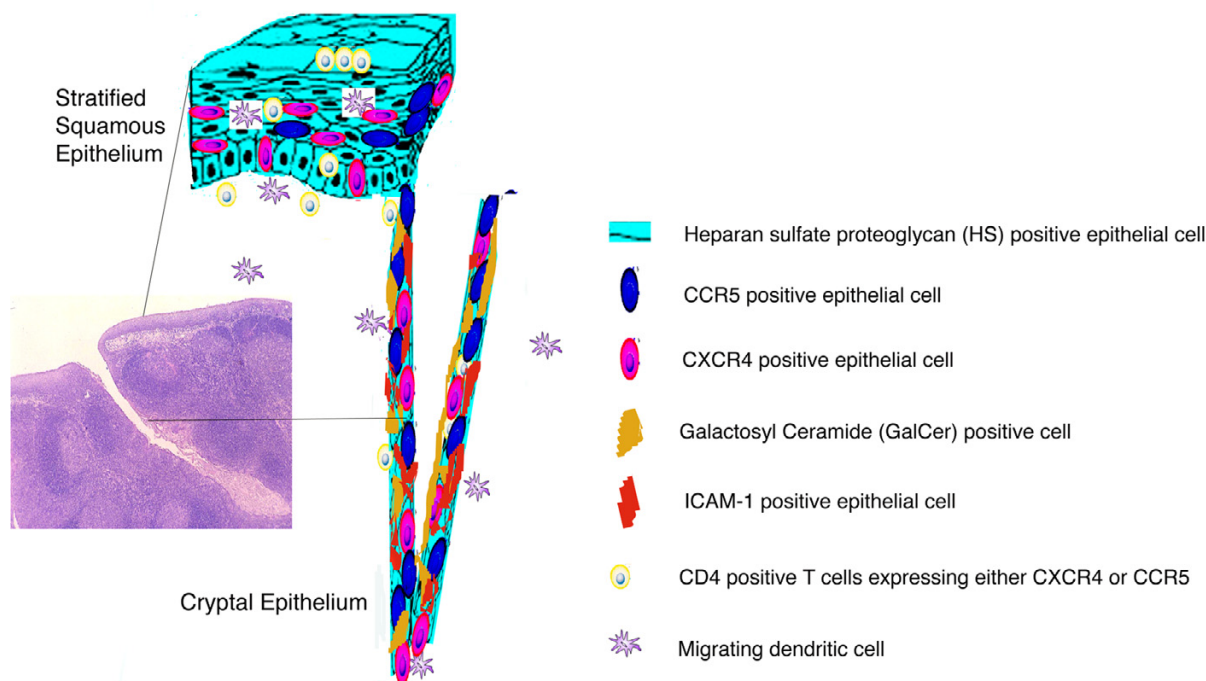 Stratified
Squamous
Epithelium
Heparan sulfate proteoglycan (HS) positive epithelial cell
CCR5 positive epithelial cell
CXCR4 positive epithelial cell
Galactosyl Ceramide (GalCer) positive cell
ICAM-1 positive epithelial cell
CD4 positive T cells expressing either CXCR4 or CCR5
Cryptal Epithelium
Migrating dendritic cell